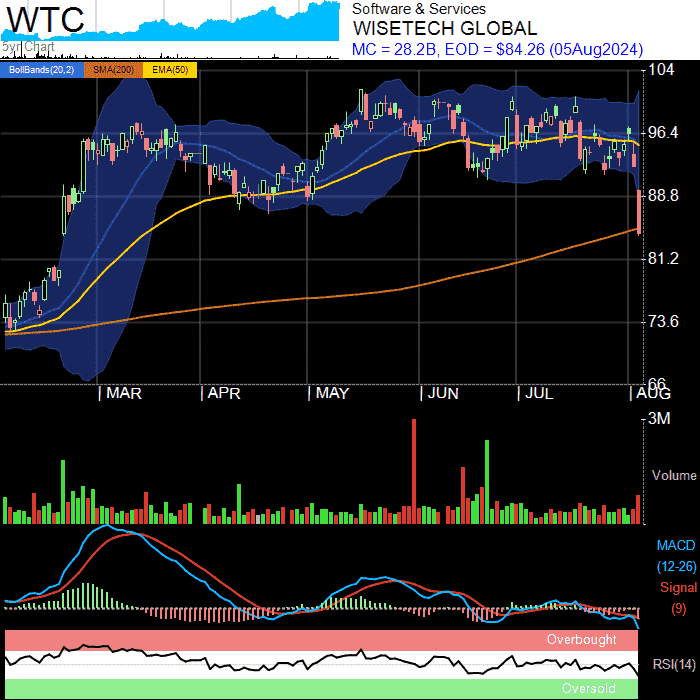 WTC
5yr Chart
Software & Services
WISETECH GLOBAL
MC = 28.2B, EOD = $84.26 (05Aug2024)
BollBands(20,2) SMA(200) EMA(50)
104
96.4
88.8
81.2
73.6
66
| MAR | APR | MAY | JUN | JUL | AUG
3M
Volume
MACD
(12-26)
Signal
(9)
Overbought
RSI(14)
Oversold